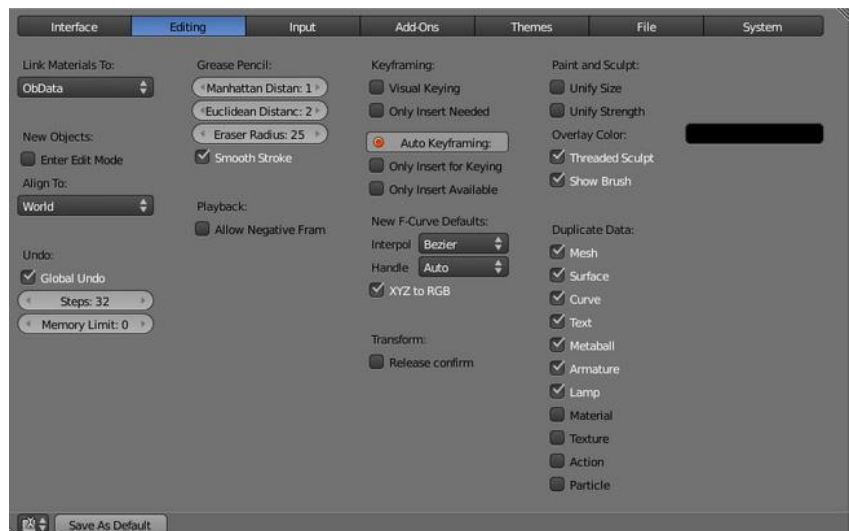 Interface Editing Input Add-Ons Themes File System
Link Materials To:
ObData
New Objects:
Enter Edit Mode
Align To:
World
Undo:
Global Undo
Steps: 32
Memory Limit: 0
Grease Pencil:
Manhattan Distan: 1
Euclidean Distanc: 2
Eraser Radius: 25
Smooth Stroke
Playback:
Allow Negative Fram
Keyframing:
Visual Keying
Only Insert Needed
Auto Keyframing:
Only Insert for Keying
Only Insert Available
New F-Curve Defaults:
Interpol Bezier
Handle Auto
XYZ to RGB
Transform:
Release confirm
Paint and Sculpt:
Unify Size
Unify Strength
Overlay Color:
Threaded Sculpt
Show Brush
Duplicate Data:
Mesh
Surface
Curve
Text
Metaball
Armature
Lamp
Material
Texture
Action
Particle
Save As Default